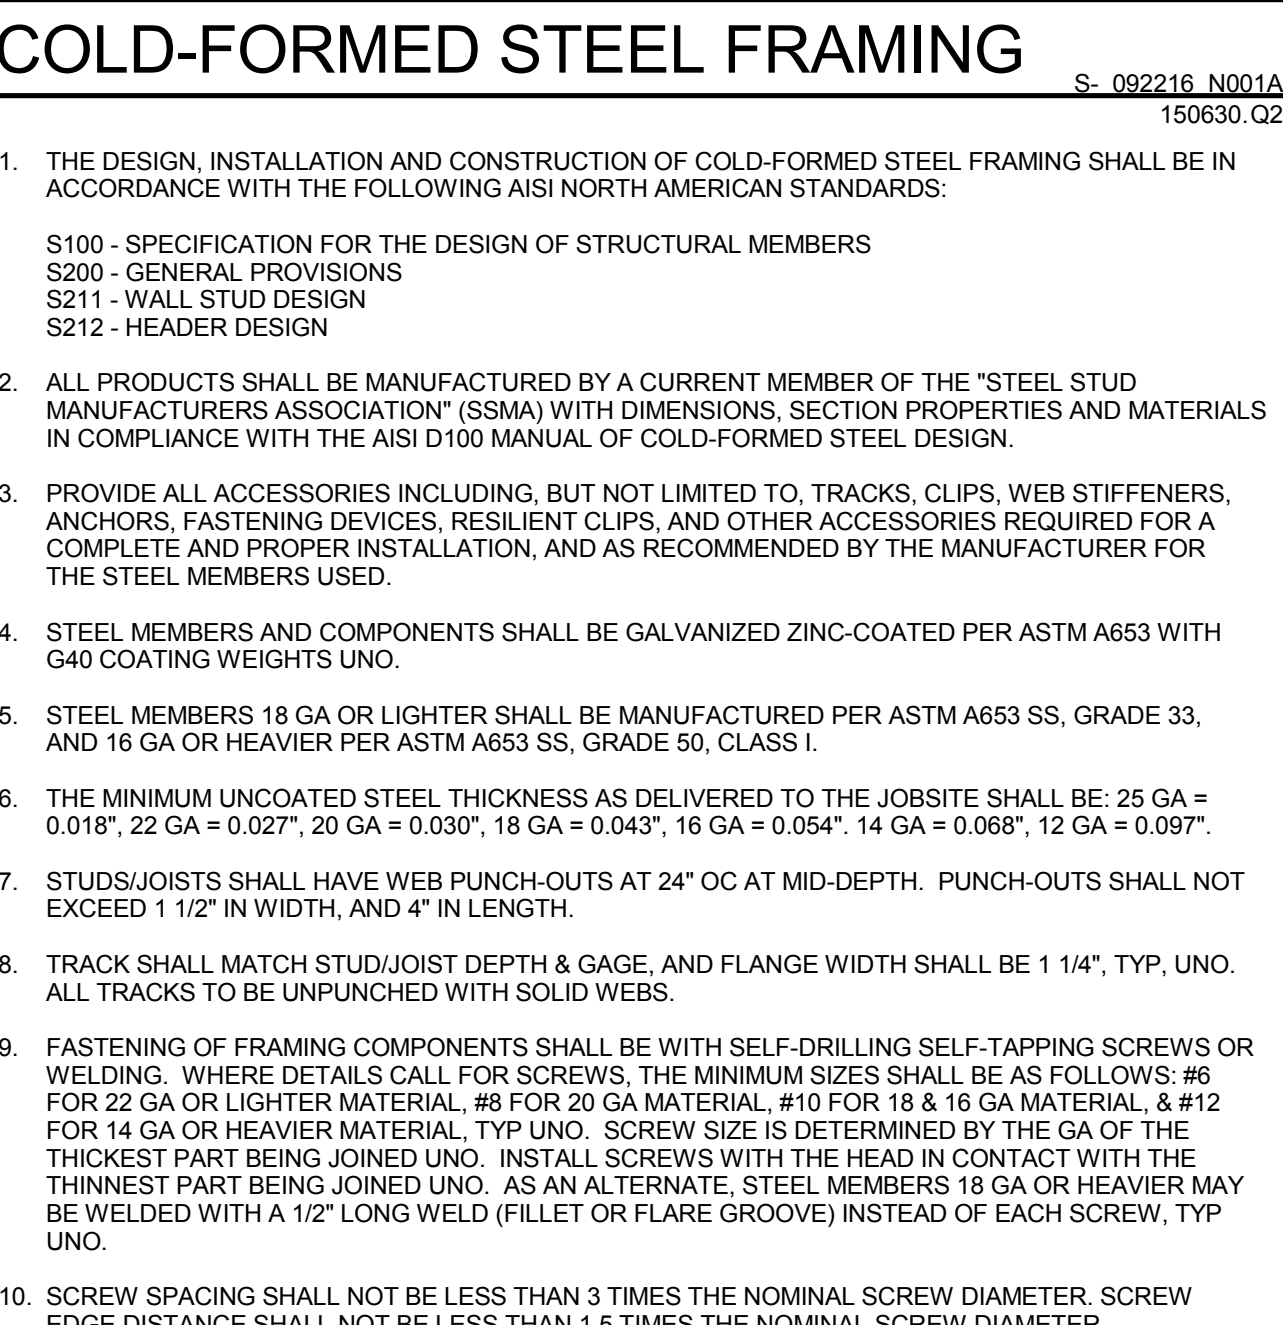 COLD-FORMED STEEL FRAMING
S- 092216 N001A
150630.Q2
1. THE DESIGN, INSTALLATION AND CONSTRUCTION OF COLD-FORMED STEEL FRAMING SHALL BE IN
ACCORDANCE WITH THE FOLLOWING AISI NORTH AMERICAN STANDARDS:
S100 - SPECIFICATION FOR THE DESIGN OF STRUCTURAL MEMBERS
S200 - GENERAL PROVISIONS
S211 - WALL STUD DESIGN
S212 - HEADER DESIGN
2. ALL PRODUCTS SHALL BE MANUFACTURED BY A CURRENT MEMBER OF THE "STEEL STUD
MANUFACTURERS ASSOCIATION" (SSMA) WITH DIMENSIONS, SECTION PROPERTIES AND MATERIALS
IN COMPLIANCE WITH THE AISI D100 MANUAL OF COLD-FORMED STEEL DESIGN.
3. PROVIDE ALL ACCESSORIES INCLUDING, BUT NOT LIMITED TO, TRACKS, CLIPS, WEB STIFFENERS,
ANCHORS, FASTENING DEVICES, RESILIENT CLIPS, AND OTHER ACCESSORIES REQUIRED FOR A
COMPLETE AND PROPER INSTALLATION, AND AS RECOMMENDED BY THE MANUFACTURER FOR
THE STEEL MEMBERS USED.
4. STEEL MEMBERS AND COMPONENTS SHALL BE GALVANIZED ZINC-COATED PER ASTM A653 WITH
G40 COATING WEIGHTS UNO.
5. STEEL MEMBERS 18 GA OR LIGHTER SHALL BE MANUFACTURED PER ASTM A653 SS, GRADE 33,
AND 16 GA OR HEAVIER PER ASTM A653 SS, GRADE 50, CLASS I.
6. THE MINIMUM UNCOATED STEEL THICKNESS AS DELIVERED TO THE JOBSITE SHALL BE: 25 GA =
0.018", 22 GA = 0.027", 20 GA = 0.030", 18 GA = 0.043", 16 GA = 0.054". 14 GA = 0.068", 12 GA = 0.097".
7. STUDS/JOISTS SHALL HAVE WEB PUNCH-OUTS AT 24" OC AT MID-DEPTH. PUNCH-OUTS SHALL NOT
EXCEED 1 1/2" IN WIDTH, AND 4" IN LENGTH.
8. TRACK SHALL MATCH STUD/JOIST DEPTH & GAGE, AND FLANGE WIDTH SHALL BE 1 1/4", TYP, UNO.
ALL TRACKS TO BE UNPUNCHED WITH SOLID WEBS.
9. FASTENING OF FRAMING COMPONENTS SHALL BE WITH SELF-DRILLING SELF-TAPPING SCREWS OR
WELDING. WHERE DETAILS CALL FOR SCREWS, THE MINIMUM SIZES SHALL BE AS FOLLOWS: #6
FOR 22 GA OR LIGHTER MATERIAL, #8 FOR 20 GA MATERIAL, #10 FOR 18 & 16 GA MATERIAL, & #12
FOR 14 GA OR HEAVIER MATERIAL, TYP UNO. SCREW SIZE IS DETERMINED BY THE GA OF THE
THICKEST PART BEING JOINED UNO. INSTALL SCREWS WITH THE HEAD IN CONTACT WITH THE
THINNEST PART BEING JOINED UNO. AS AN ALTERNATE, STEEL MEMBERS 18 GA OR HEAVIER MAY
BE WELDED WITH A 1/2" LONG WELD (FILLET OR FLARE GROOVE) INSTEAD OF EACH SCREW, TYP
UNO.
10. SCREW SPACING SHALL NOT BE LESS THAN 3 TIMES THE NOMINAL SCREW DIAMETER. SCREW
EDGE DISTANCE SHALL NOT BE LESS THAN 1.5 TIMES THE NOMINAL SCREW DIAMETER.